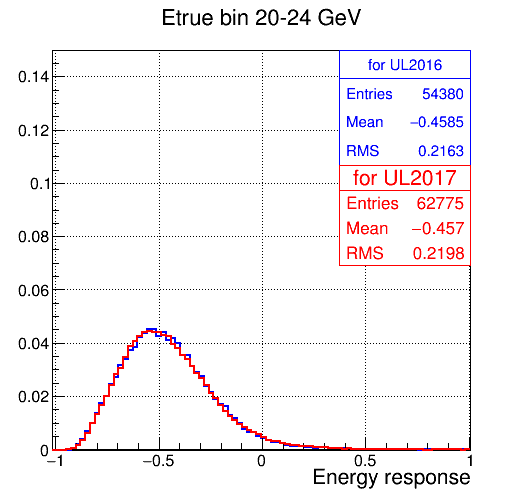 Etrue bin 20-24 GeV
for UL2016
Entries 54380
Mean −0.4585
RMS 0.2163
for UL2017
Entries 62775
Mean −0.457
RMS 0.2198
0.14
0.12
0.1
0.08
0.06
0.04
0.02
0
−1 −0.5 0 0.5 1
Energy response